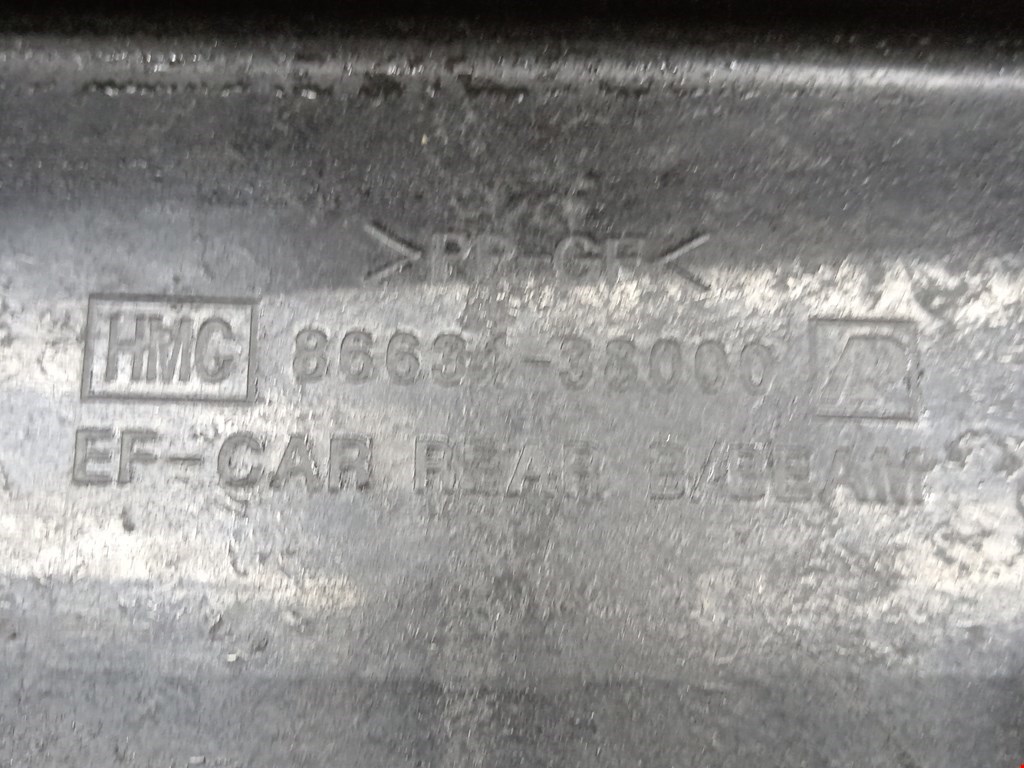 >PP-GF<
HMC 86631-38000
EF-CAR REAR B/BEAM